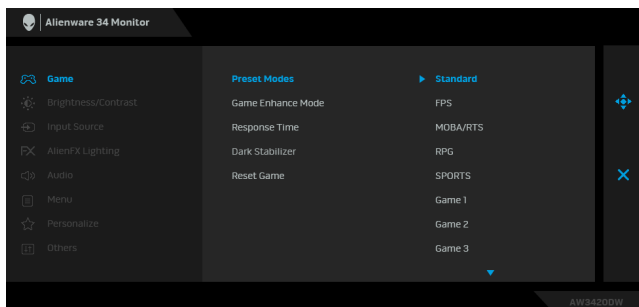 Alienware 34 Monitor
Game
Preset Modes
Standard
Brightness/Contrast
Game Enhance Mode
FPS
Input Source
Response Time
MOBA/RTS
AlienFX Lighting
Dark Stabilizer
RPG
Audio
Reset Game
SPORTS
Menu
Game 1
Personalize
Game 2
Others
Game 3
AW3420DW